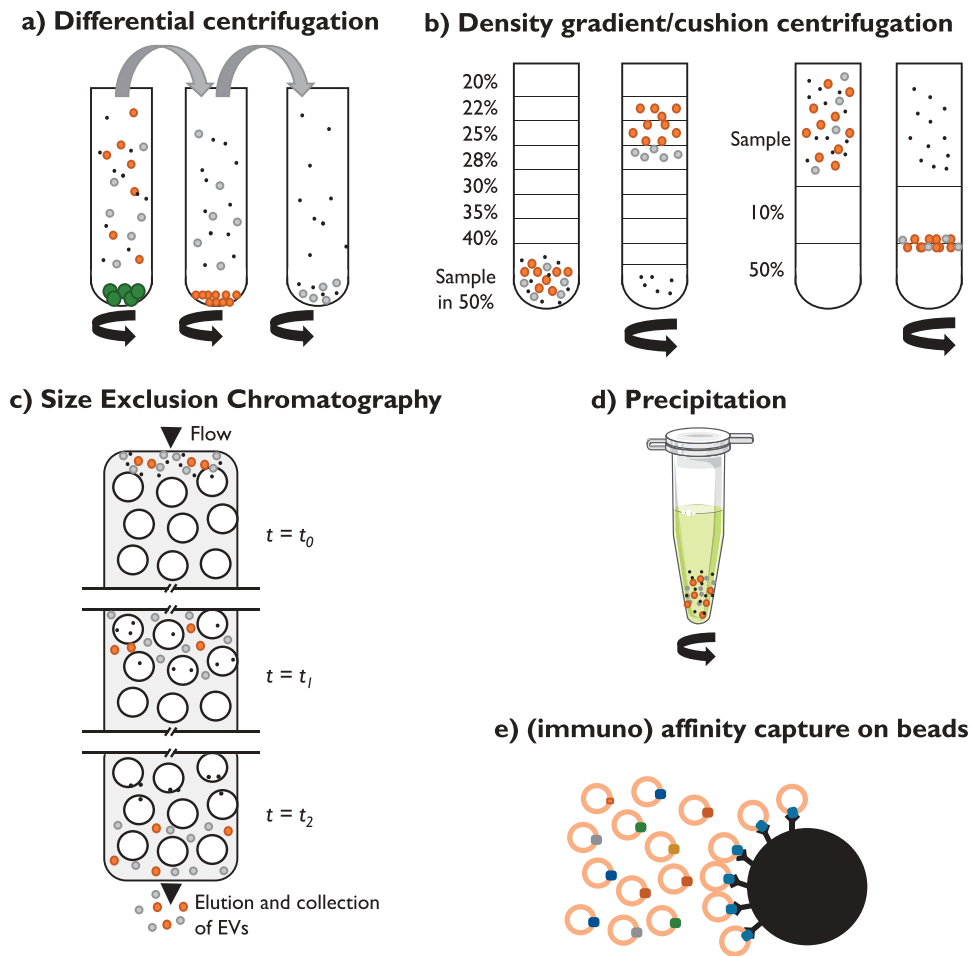 a) Differential centrifugation
b) Density gradient/cushion centrifugation
20%
22%
25%
28%
30%
35%
40%
Sample
in 50%
Sample
10%
50%
c) Size Exclusion Chromatography
Flow
t = t0
t = t1
t = t2
Elution and collection
of EVs
d) Precipitation
e) (immuno) affinity capture on beads